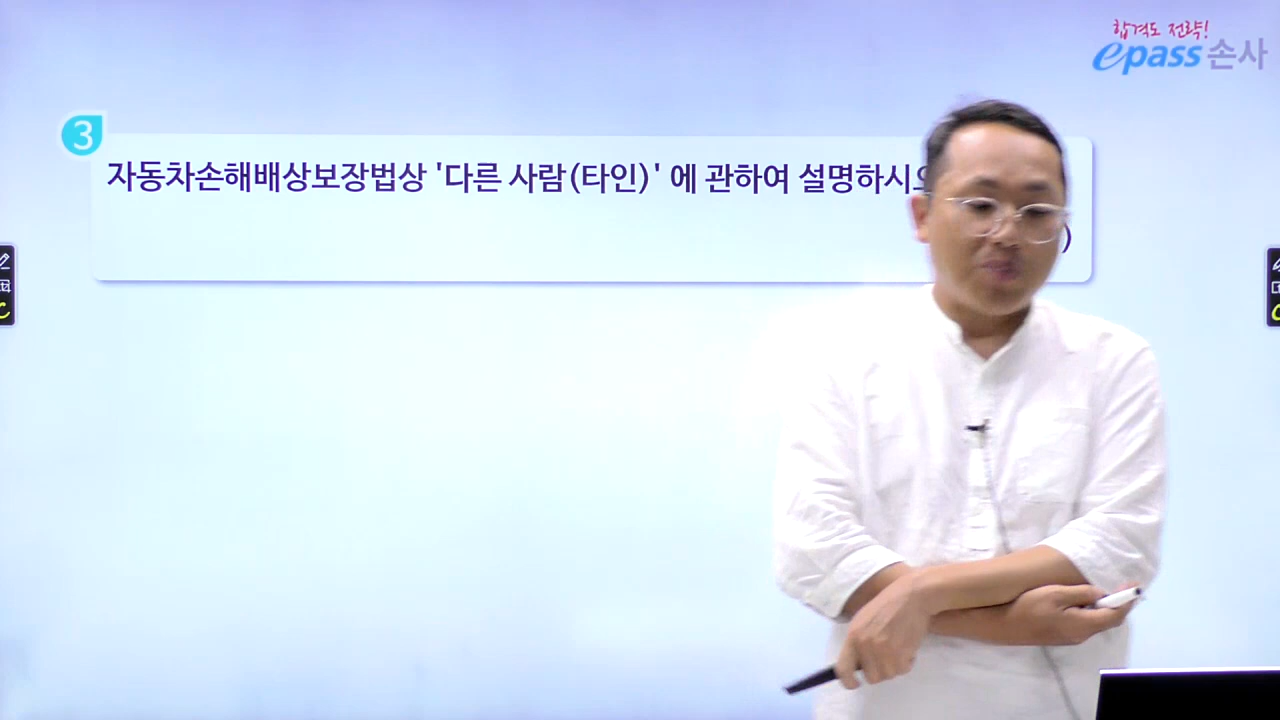 합격도 전략!
epass 손사
3
자동차손해배상보장법상 '다른 사람(타인)' 에 관하여 설명하시
)